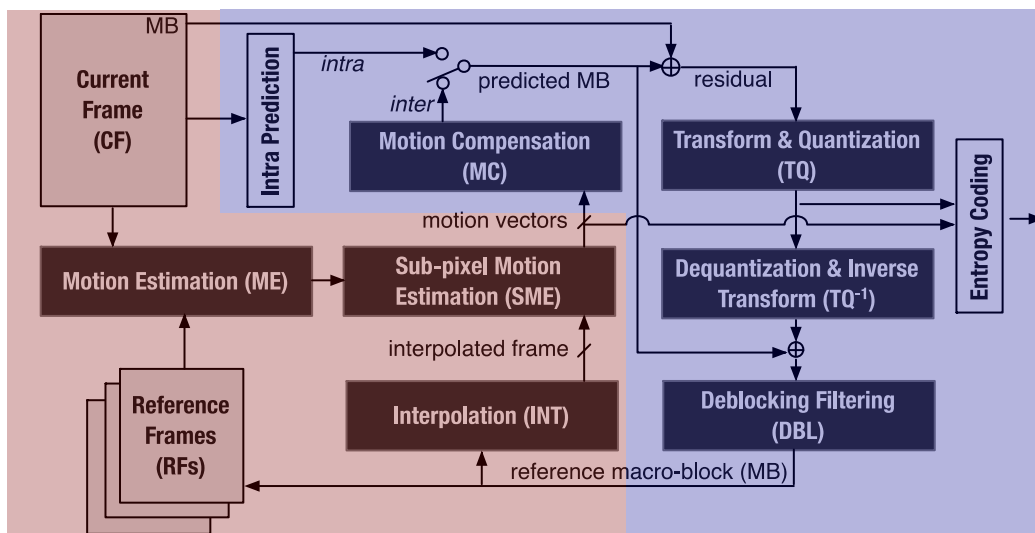 MB
Current
Frame
(CF)
Intra Prediction
intra
inter
predicted MB
residual
Motion Compensation
(MC)
Transform & Quantization
(TQ)
motion vectors
Entropy Coding
Motion Estimation (ME)
Sub-pixel Motion
Estimation (SME)
Dequantization & Inverse
Transform (TQ⁻¹)
interpolated frame
Reference
Frames
(RFs)
Interpolation (INT)
Deblocking Filtering
(DBL)
reference macro-block (MB)